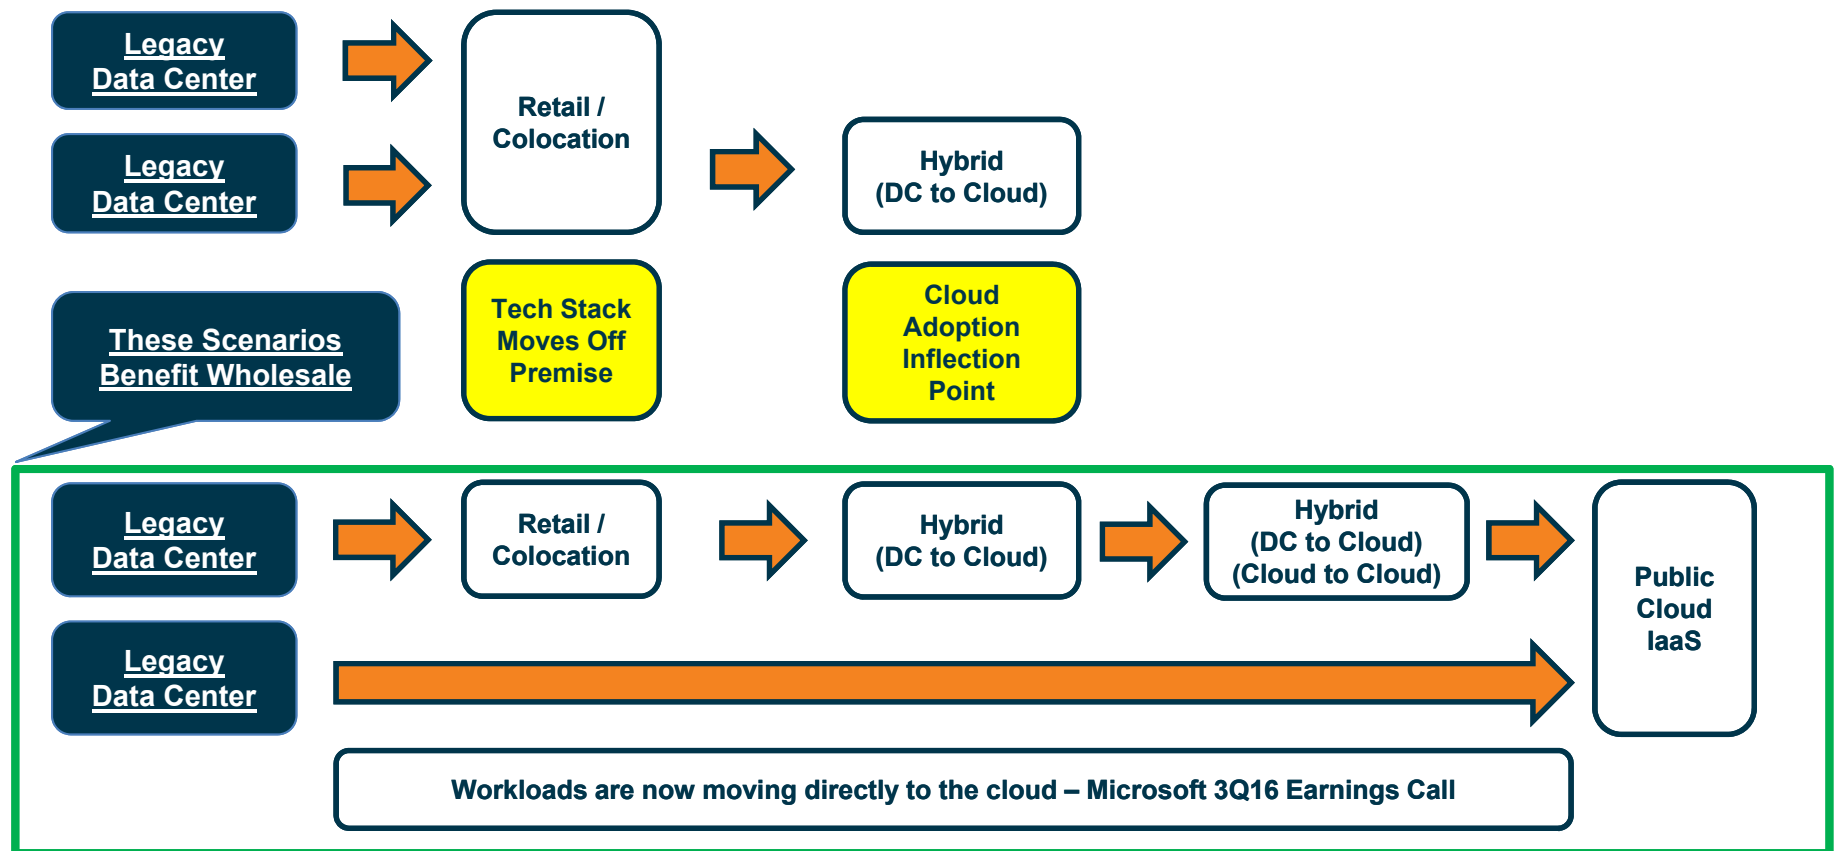 Legacy
Data Center
Legacy
Data Center
Retail /
Colocation
Hybrid
(DC to Cloud)
These Scenarios
Benefit Wholesale
Tech Stack
Moves Off
Premise
Cloud
Adoption
Inflection
Point
Legacy
Data Center
Retail /
Colocation
Hybrid
(DC to Cloud)
Hybrid
(DC to Cloud)
(Cloud to Cloud)
Public
Cloud
IaaS
Legacy
Data Center
Workloads are now moving directly to the cloud – Microsoft 3Q16 Earnings Call